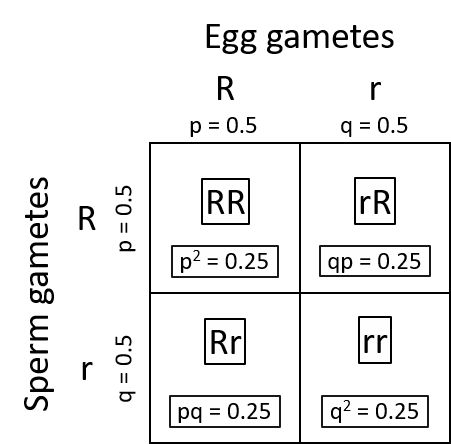 Egg gametes
R r
p = 0.5 q = 0.5
Sperm gametes
R
p = 0.5
RR rR
p² = 0.25 qp = 0.25
r
q = 0.5
Rr rr
pq = 0.25 q² = 0.25